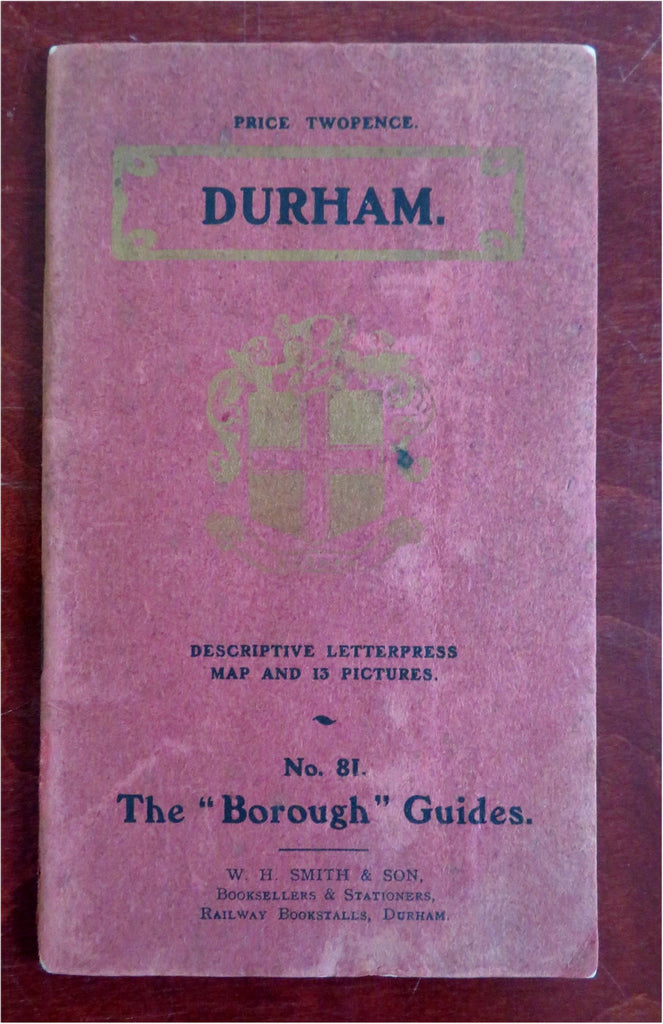 PRICE TWOPENCE.
DURHAM.
DESCRIPTIVE LETTERPRESS
MAP AND 13 PICTURES.
No. 81.
The "Borough" Guides.
W. H. SMITH & SON,
BOOKSELLERS & STATIONERS,
RAILWAY BOOKSTALLS, DURHAM.